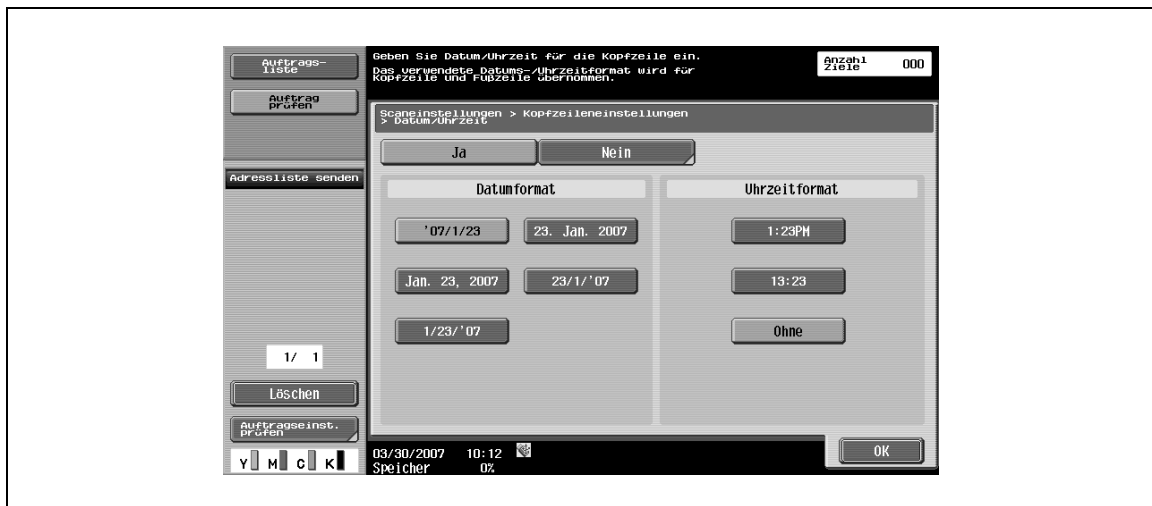 Auftrags-
liste
Auftrag
prüfen
Adressliste senden
1/ 1
Löschen
Auftragseinst.
prüfen
Y M C K
Geben Sie Datum/Uhrzeit für die Kopfzeile ein.
Das verwendete Datums-/Uhrzeitformat wird für
Kopfzeile und Fußzeile übernommen.
Anzahl
Ziele 000
Scaneinstellungen > Kopfzeileneinstellungen
> Datum/Uhrzeit
Ja Nein
Datumformat
'07/1/23 23. Jan. 2007
Jan. 23, 2007 23/1/'07
1/23/'07
Uhrzeitformat
1:23PM
13:23
Ohne
03/30/2007 10:12
Speicher 0%
OK